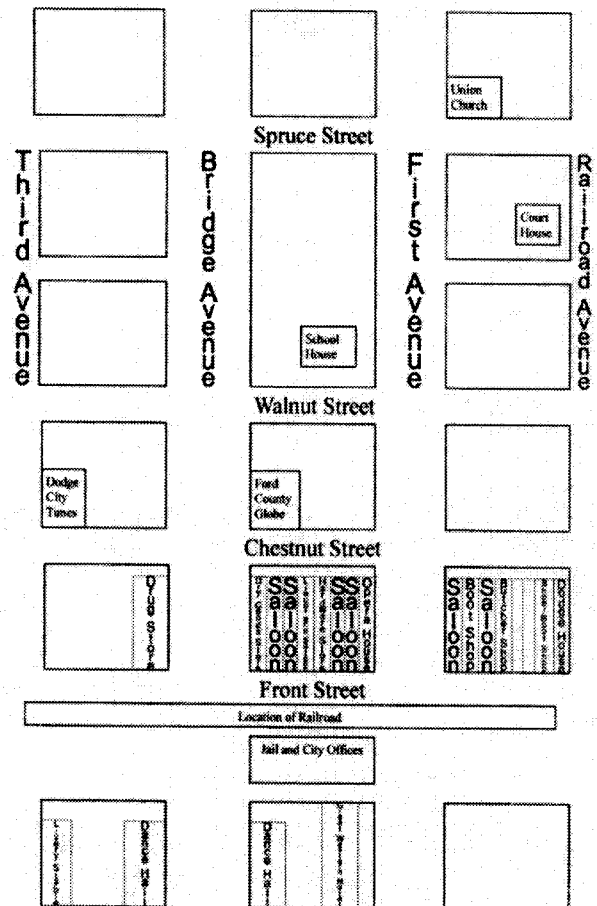 Union
Church
Spruce Street
Third Avenue
Bridge Avenue
First Avenue
Railroad Avenue
Court
House
School
House
Walnut Street
Dodge
City
Times
Ford
County
Globe
Chestnut Street
Drug Store
Saloon
Saloon
Saloon
Saloon
Opera House
Saloon
Boot Shop
Saloon
Front Street
Location of Railroad
Jail and City Offices
Dance Hall
Dance Hall